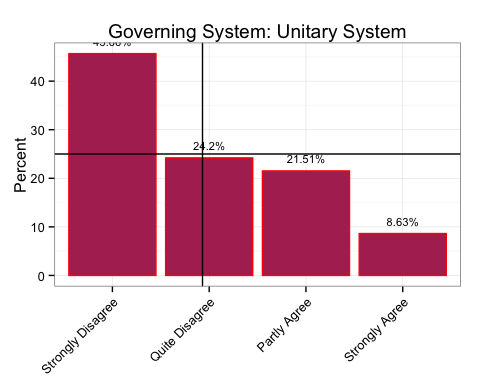 Governing System: Unitary System
24.2%
21.51%
8.63%
40
30
20
10
0
Percent
Strongly Disagree
Quite Disagree
Partly Agree
Strongly Agree